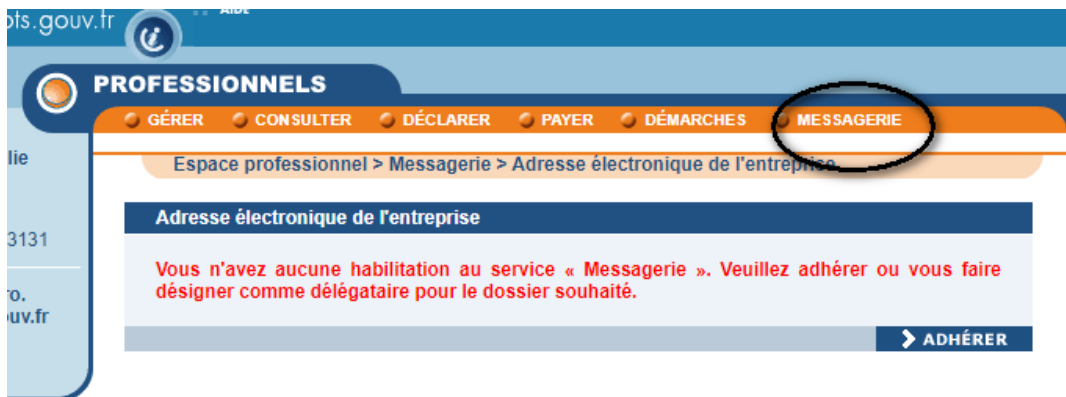 ots.gouv.fr
AIDE
PROFESSIONNELS
GÉRER CONSULTER DÉCLARER PAYER DÉMARCHES MESSAGERIE
lie
Espace professionnel > Messagerie > Adresse électronique de l'entreprise
Adresse électronique de l'entreprise
3131
Vous n'avez aucune habilitation au service « Messagerie ». Veuillez adhérer ou vous faire
désigner comme délégataire pour le dossier souhaité.
ro.
ouv.fr
ADHÉRER